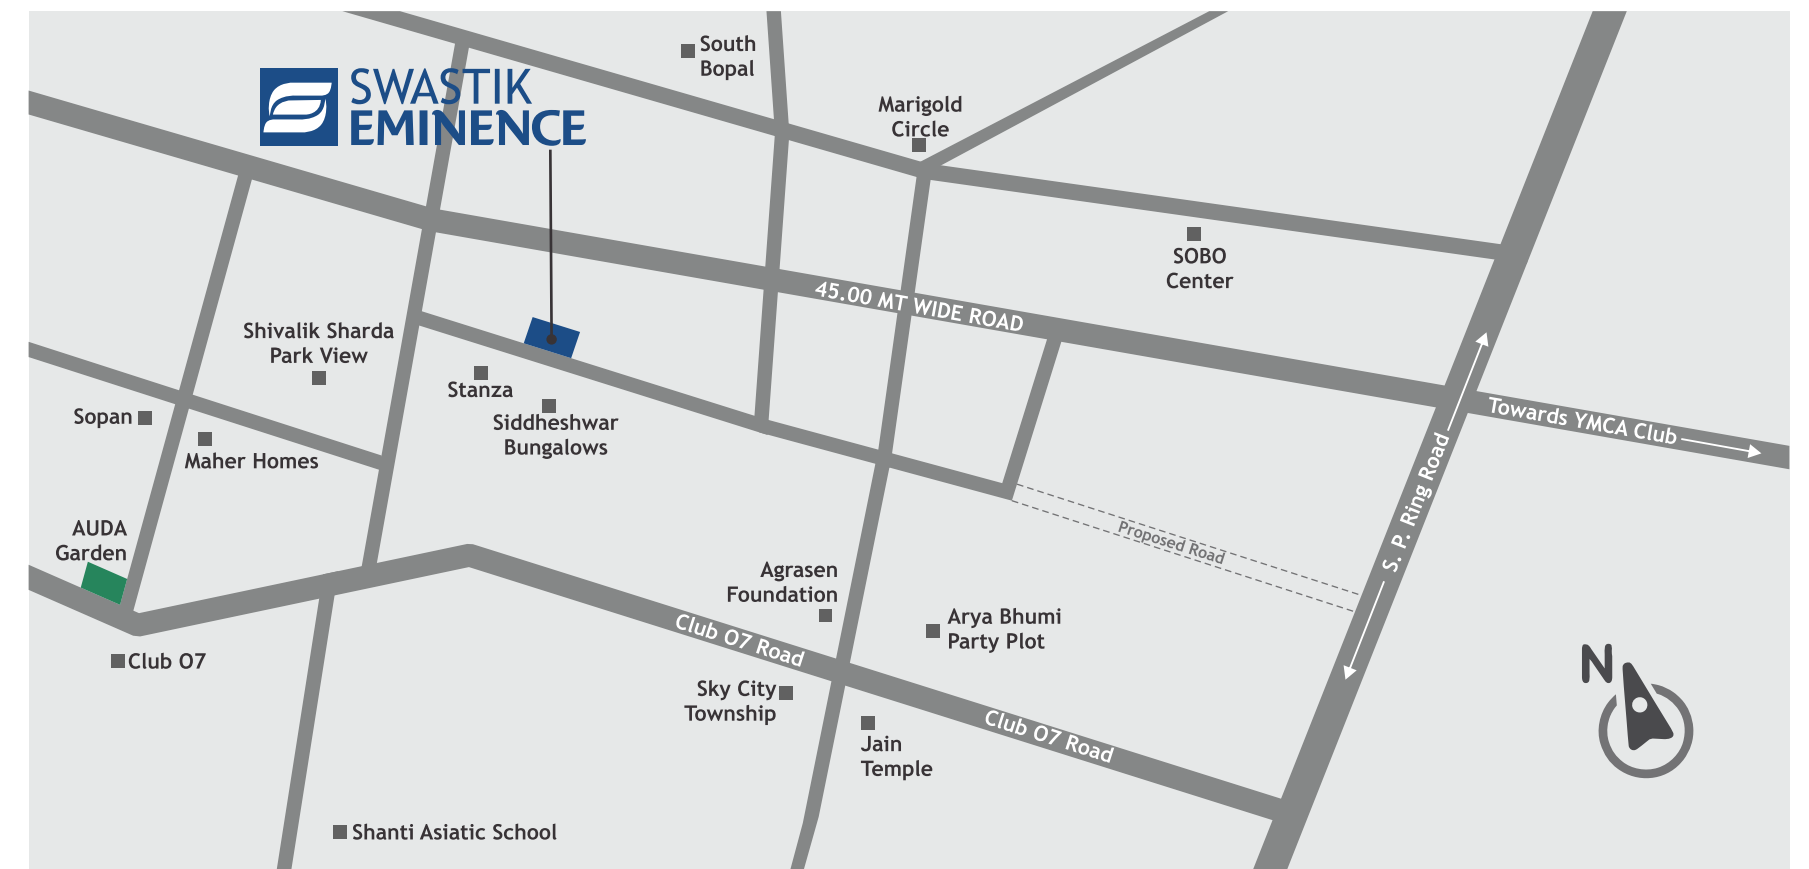 South
Bopal
SWASTIK
EMINENCE
Marigold
Circle
SOBO
Center
45.00 MT WIDE ROAD
Shivalik Sharda
Park View
Stanza
Siddheshwar
Bungalows
Sopan
Maher Homes
Towards YMCA Club
S. P. Ring Road
AUDA
Garden
Proposed Road
Agrasen
Foundation
Arya Bhumi
Party Plot
Club O7 Road
Club O7
N
Sky City
Township
Club O7 Road
Jain
Temple
Shanti Asiatic School